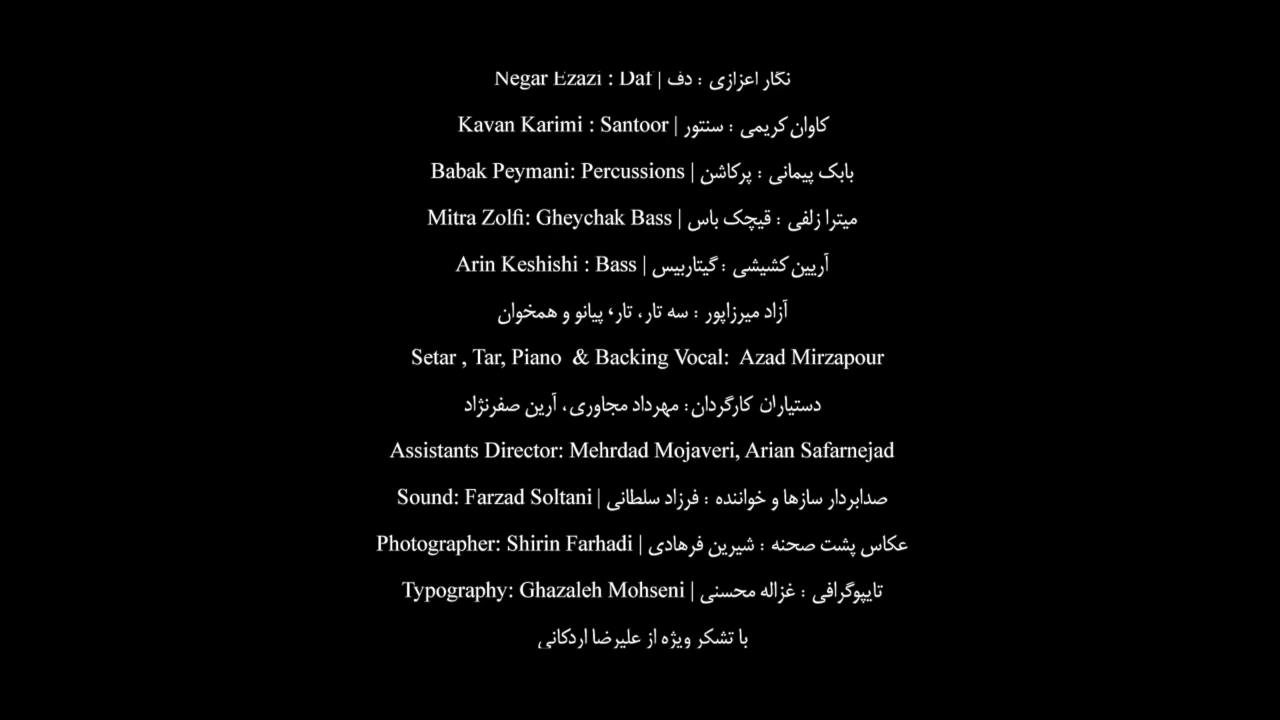 Negar Ezazi : Daf | نگار اعزازی : دف
Kavan Karimi : Santoor | کاوان کریمی : سنتور
Babak Peymani: Percussions | بابک پیمانی : پرکاشن
Mitra Zolfi: Gheychak Bass | میترا زلفی : قیچک باس
Arin Keshishi : Bass | آریین کشیشی : گیتاربیس
آزاد میرزاپور : سه تار، تار، پیانو و همخوان
Setar , Tar, Piano & Backing Vocal: Azad Mirzapour
دستیاران کارگردان: مهرداد مجاوری، آرین صفرنژاد
Assistants Director: Mehrdad Mojaveri, Arian Safarnejad
Sound: Farzad Soltani | صدابردار سازها و خواننده : فرزاد سلطانی
Photographer: Shirin Farhadi | عکاس پشت صحنه : شیرین فرهادی
Typography: Ghazaleh Mohseni | تایپوگرافی : غزاله محسنی
با تشکر ویژه از علیرضا اردکانی